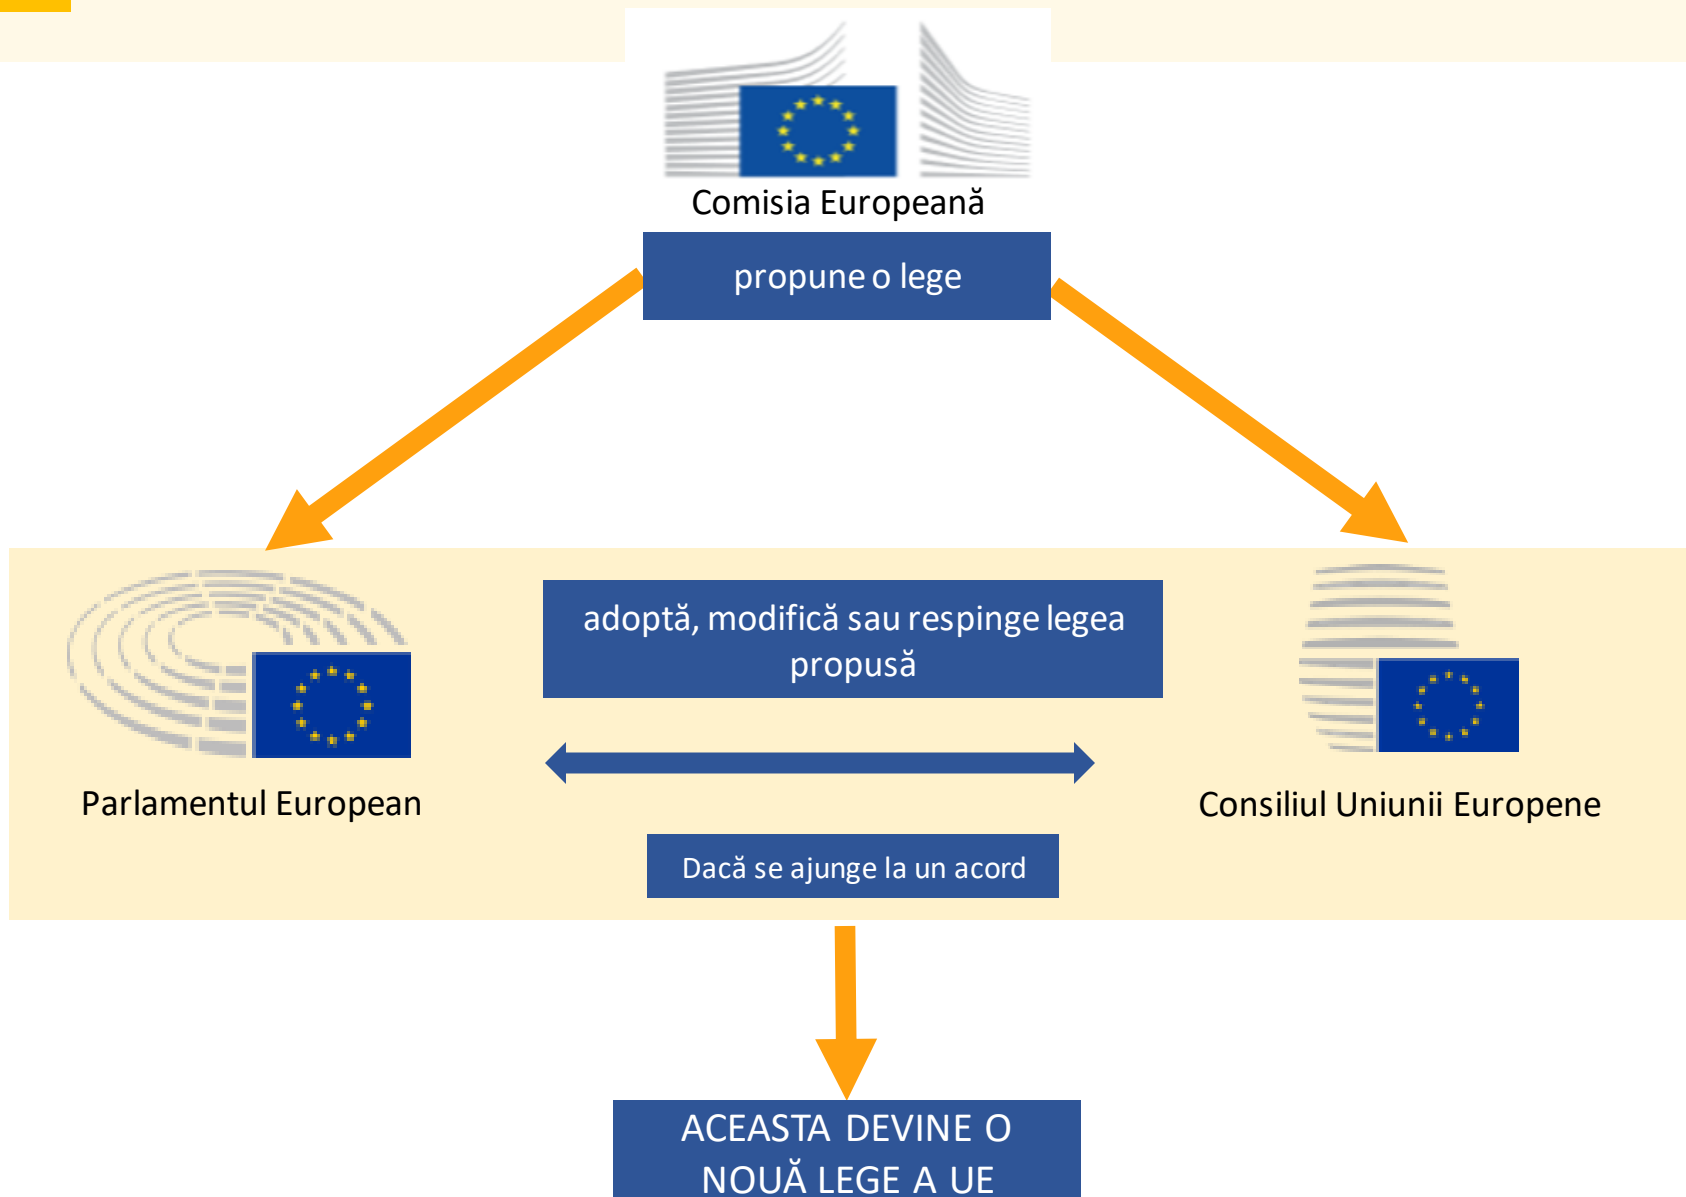 Comisia Europeană
propune o lege
adoptă, modifică sau respinge legea
propusă
Parlamentul European
Consiliul Uniunii Europene
Dacă se ajunge la un acord
ACEASTA DEVINE O
NOUĂ LEGE A UE